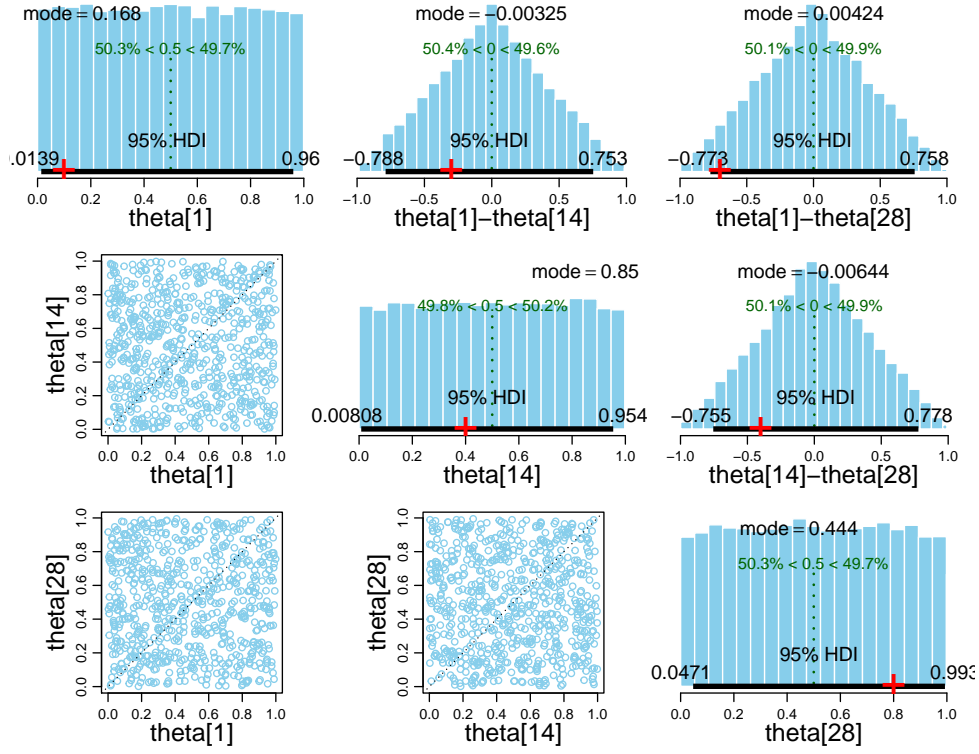 mode = 0.168
50.3% < 0.5 < 49.7%
95% HDI
.0139 0.96
0.0 0.2 0.4 0.6 0.8 1.0
theta[1]
mode = −0.00325
50.4% < 0 < 49.6%
95% HDI
−0.788 0.753
−1.0 −0.5 0.0 0.5 1.0
theta[1]−theta[14]
mode = 0.00424
50.1% < 0 < 49.9%
95% HDI
−0.773 0.758
−1.0 −0.5 0.0 0.5 1.0
theta[1]−theta[28]
theta[14]
0.0 0.2 0.4 0.6 0.8 1.0
0.0 0.2 0.4 0.6 0.8 1.0
theta[1]
mode = 0.85
49.8% < 0.5 < 50.2%
95% HDI
0.00808 0.954
0.0 0.2 0.4 0.6 0.8 1.0
theta[14]
mode = −0.00644
50.1% < 0 < 49.9%
95% HDI
−0.755 0.778
−1.0 −0.5 0.0 0.5 1.0
theta[14]−theta[28]
theta[28]
0.0 0.2 0.4 0.6 0.8 1.0
0.0 0.2 0.4 0.6 0.8 1.0
theta[1]
theta[28]
0.0 0.2 0.4 0.6 0.8 1.0
0.0 0.2 0.4 0.6 0.8 1.0
theta[14]
mode = 0.444
50.3% < 0.5 < 49.7%
95% HDI
0.0471 0.993
0.0 0.2 0.4 0.6 0.8 1.0
theta[28]